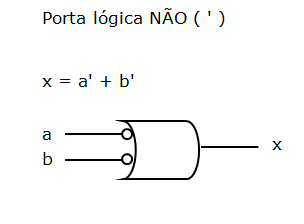 Porta lógica NÃO ( ' )
x = a' + b'
a
x
b